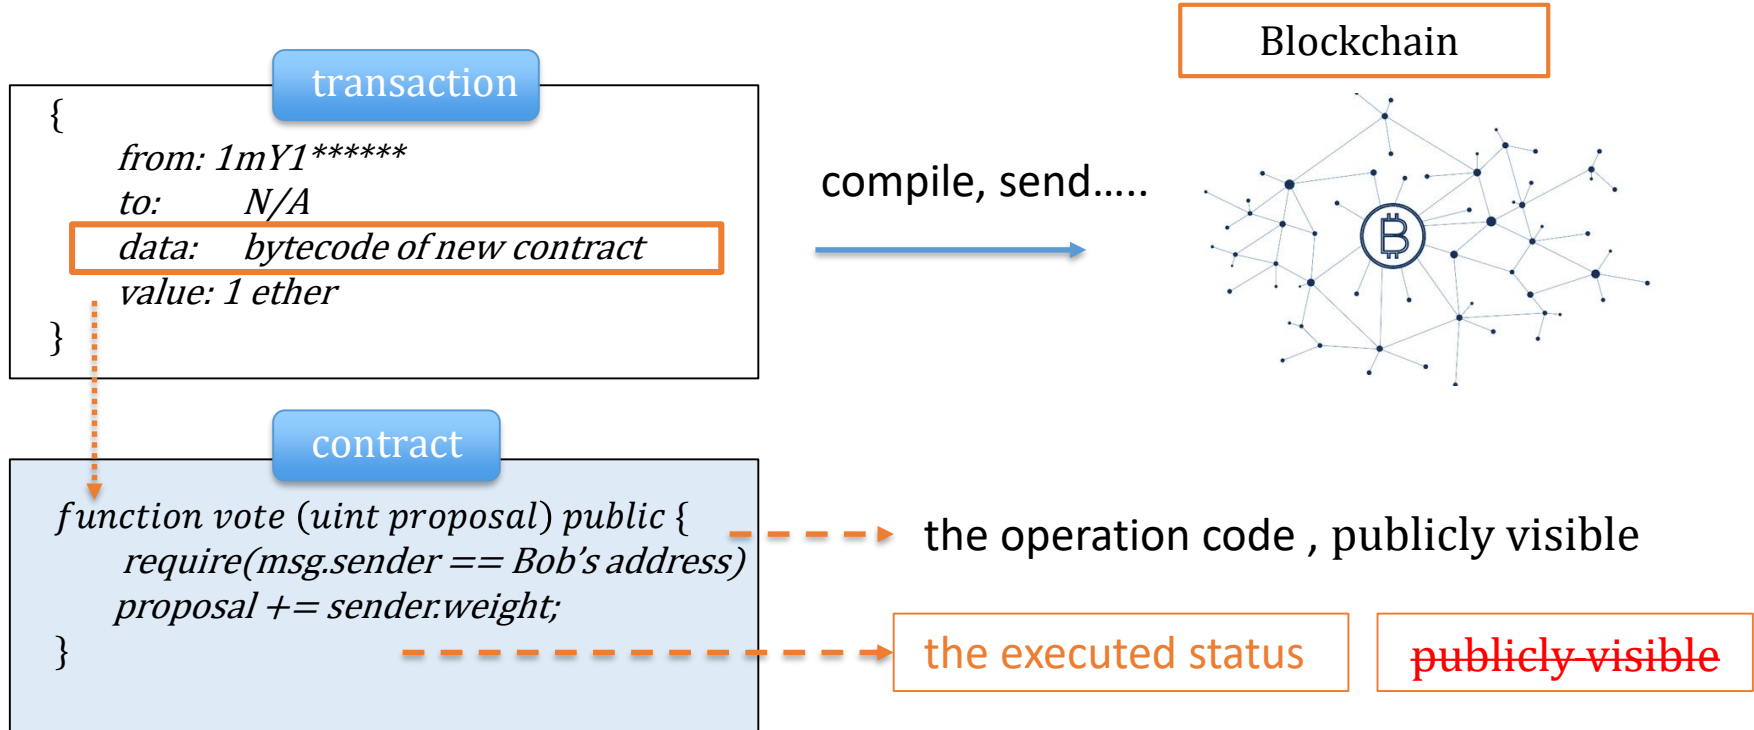 Blockchain
transaction
{
from: 1mY1******
to: N/A
data: bytecode of new contract
value: 1 ether
}
compile, send.....
contract
function vote (uint proposal) public {
require(msg.sender == Bob's address)
proposal += sender.weight;
}
the operation code , publicly visible
the executed status
publicly visible